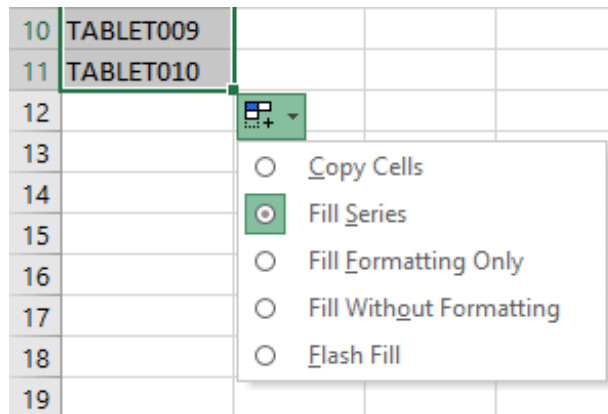 10 TABLET009
11 TABLET010
12
13
Copy Cells
14
Fill Series
15
Fill Formatting Only
16
17
Fill Without Formatting
18
Flash Fill
19